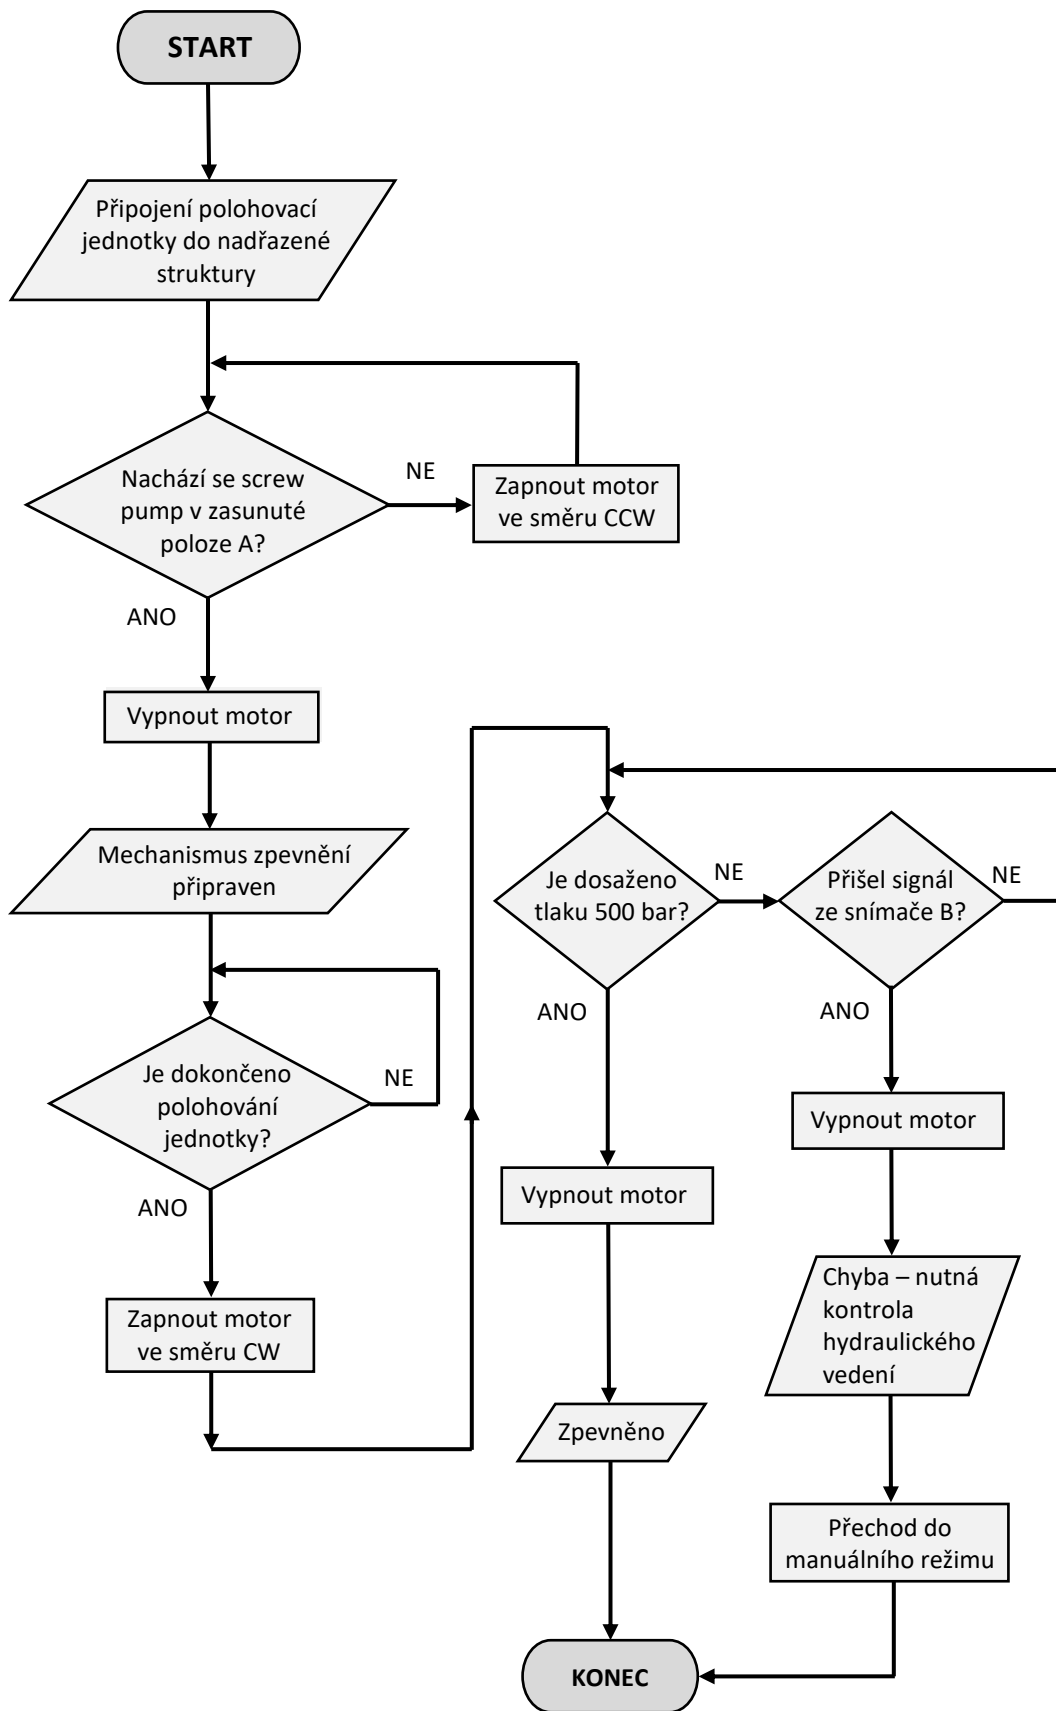 START
Připojení polohovací
jednotky do nadřazené
struktury
Nachází se screw
pump v zasunuté
poloze A?
NE
Zapnout motor
ve směru CCW
ANO
Vypnout motor
Mechanismus zpevnění
připraven
Je dokončeno
polohování
jednotky?
NE
ANO
Zapnout motor
ve směru CW
Je dosaženo
tlaku 500 bar?
NE
Přišel signál
ze snímače B?
NE
ANO
Vypnout motor
Zpevněno
ANO
Vypnout motor
Chyba – nutná
kontrola
hydraulického
vedení
Přechod do
manuálního režimu
KONEC